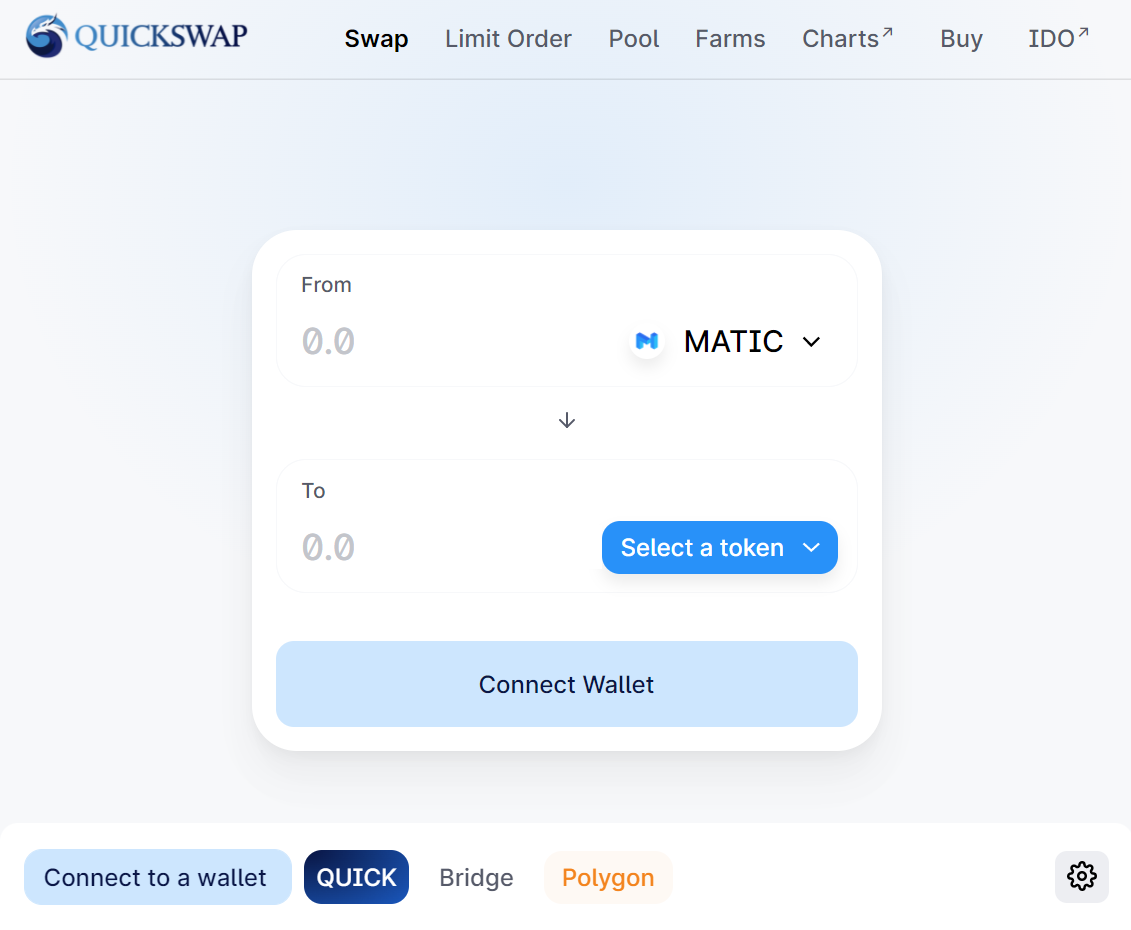 QUICKSWAP
Swap Limit Order Pool Farms Charts↗ Buy IDO↗
From
0.0 MATIC
To
0.0 Select a token
Connect Wallet
Connect to a wallet QUICK Bridge Polygon